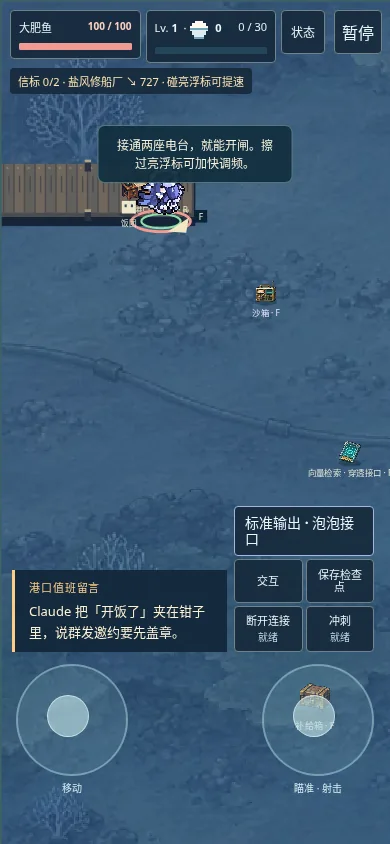 大肥鱼 100 / 100
Lv. 1 · 0 0 / 30
状态
暂停
信标 0/2 · 盐风修船厂 ↘ 727 · 碰亮浮标可提速
接通两座电台，就能开闸。擦
过亮浮标可加快调频。
F
沙箱 · F
向量检索 · 穿透接口 ·
标准输出 · 泡泡接
口
交互
保存检查
点
断开连接
就绪
冲刺
就绪
港口值班留言
Claude 把「开饭了」夹在钳子
里，说群发邀约要先盖章。
补给箱 ·
移动
瞄准 · 射击